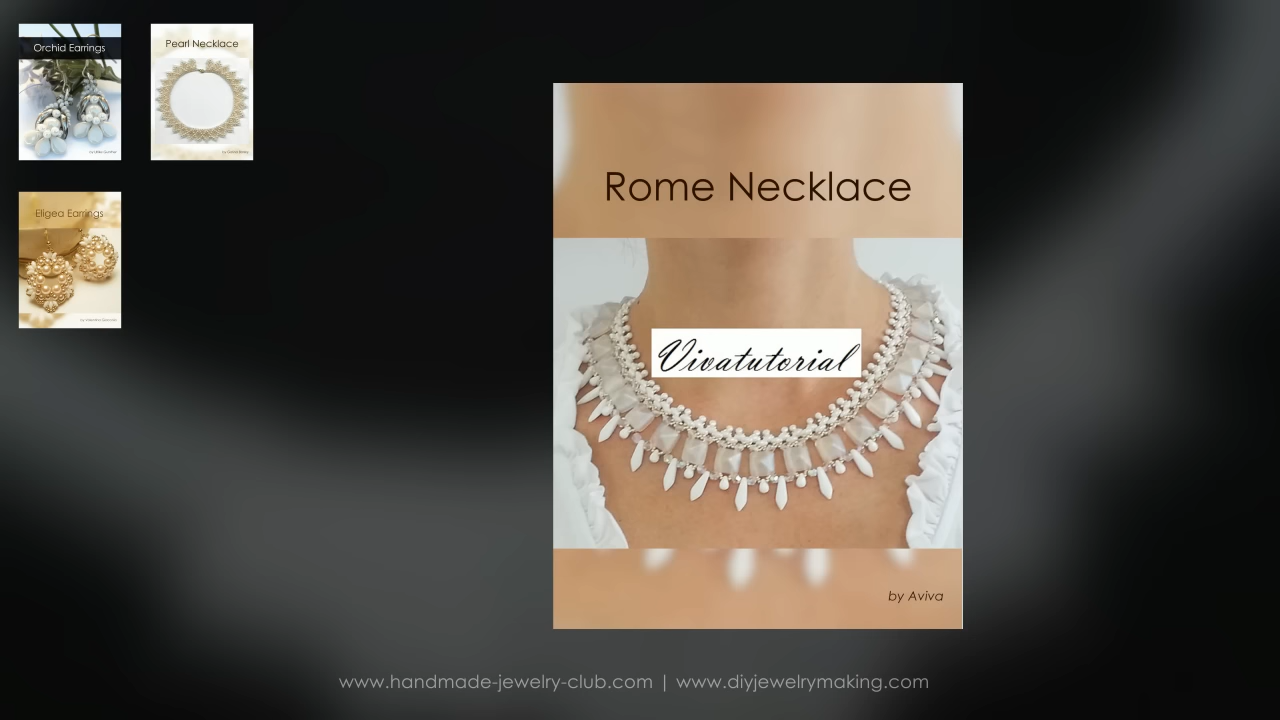 Orchid Earrings
Pearl Necklace
Eligea Earrings
Rome Necklace
Vivatutorial
by Aviva
www.handmade-jewelry-club.com | www.diyjewelrymaking.com